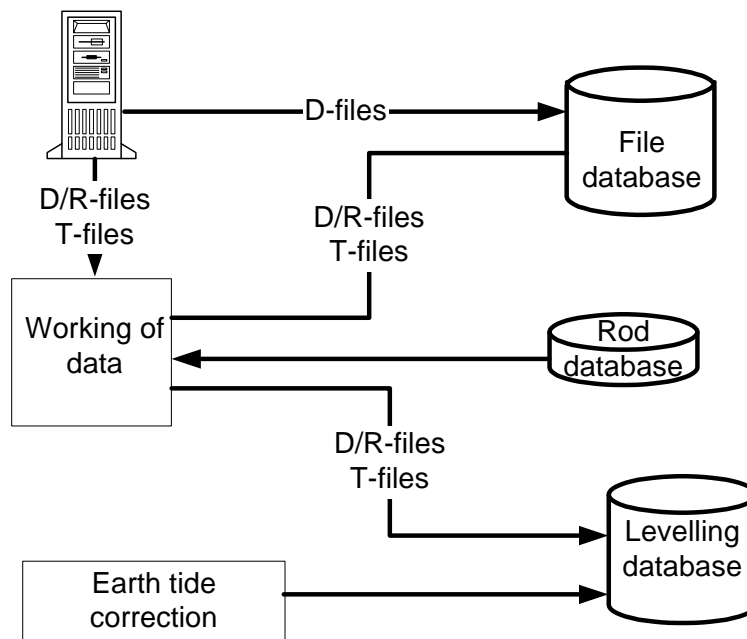 D-files
File
database
D/R-files
T-files
D/R-files
T-files
Working of
data
Rod
database
D/R-files
T-files
Levelling
database
Earth tide
correction